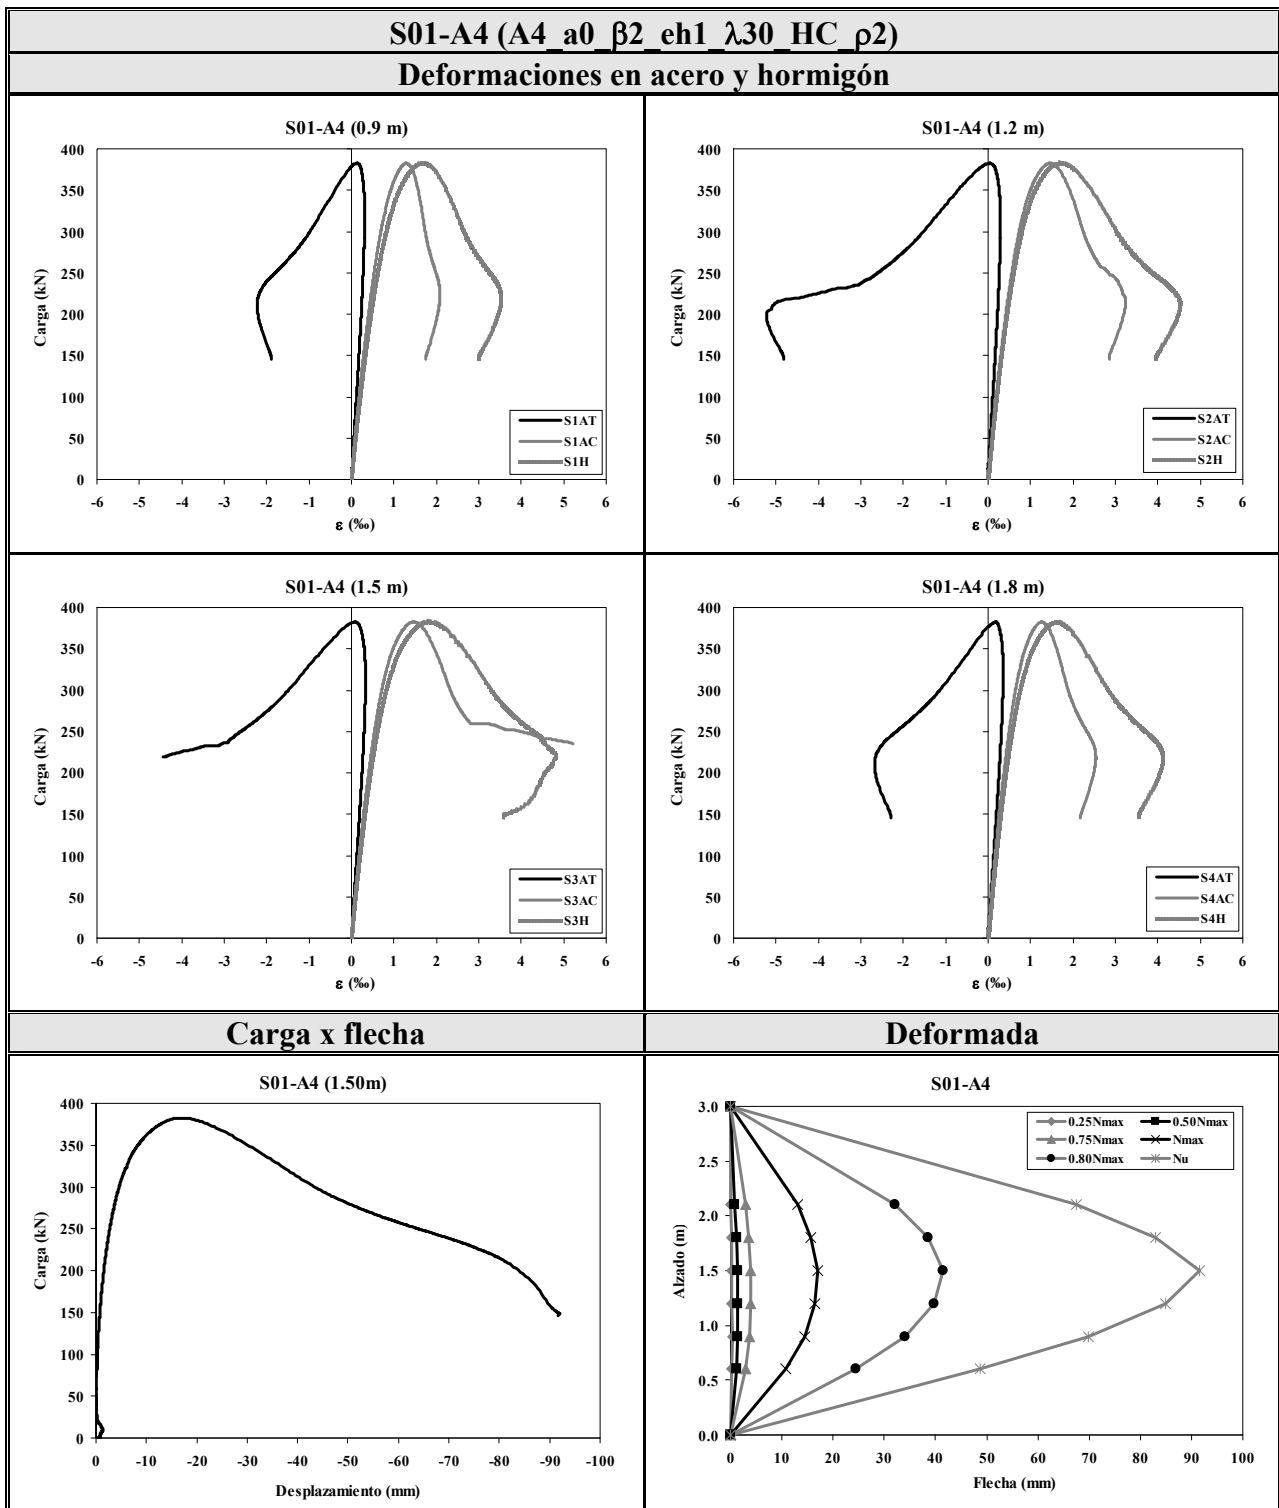 S01-A4 (A4_a0_β2_eh1_λ30_HC_ρ2)
Deformaciones en acero y hormigón
S01-A4 (0.9 m)
400
350
300
250
200
150
100
50
0
Carga (kN)
-6 -5 -4 -3 -2 -1 0 1 2 3 4 5 6
ε (‰)
S1AT
S1AC
S1H
S01-A4 (1.2 m)
400
350
300
250
200
150
100
50
0
Carga (kN)
-6 -5 -4 -3 -2 -1 0 1 2 3 4 5 6
ε (‰)
S2AT
S2AC
S2H
S01-A4 (1.5 m)
400
350
300
250
200
150
100
50
0
Carga (kN)
-6 -5 -4 -3 -2 -1 0 1 2 3 4 5 6
ε (‰)
S3AT
S3AC
S3H
S01-A4 (1.8 m)
400
350
300
250
200
150
100
50
0
Carga (kN)
-6 -5 -4 -3 -2 -1 0 1 2 3 4 5 6
ε (‰)
S4AT
S4AC
S4H
Carga x flecha
S01-A4 (1.50m)
400
350
300
250
200
150
100
50
0
Carga (kN)
0 -10 -20 -30 -40 -50 -60 -70 -80 -90 -100
Desplazamiento (mm)
Deformada
S01-A4
3.0
2.5
2.0
1.5
1.0
0.5
0.0
Alzado (m)
0.25Nmax 0.50Nmax
0.75Nmax Nmax
0.80Nmax Nu
0 10 20 30 40 50 60 70 80 90 100
Flecha (mm)